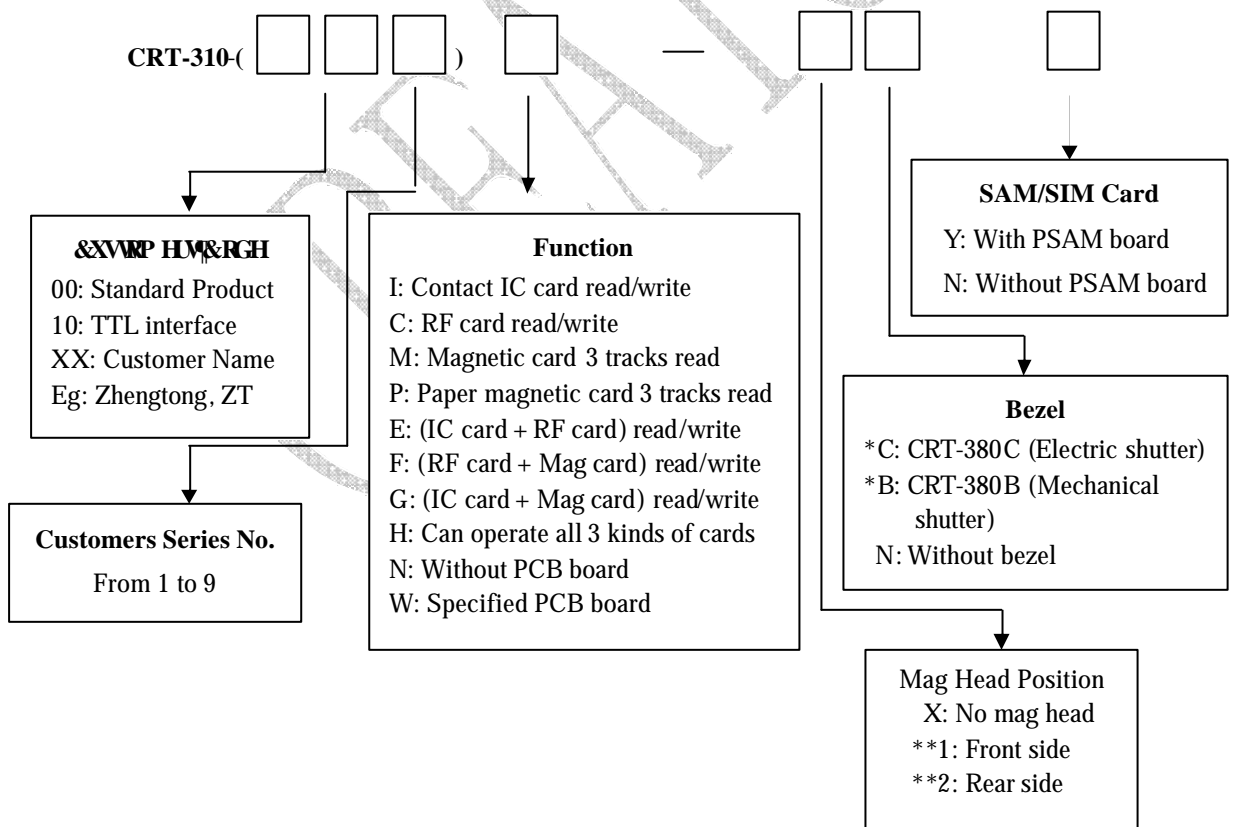 CRT-310-( ) —
&XVWRP HUV¶&RGH
00: Standard Product
10: TTL interface
XX: Customer Name
Eg: Zhengtong, ZT
Customers Series No.
From 1 to 9
Function
I: Contact IC card read/write
C: RF card read/write
M: Magnetic card 3 tracks read
P: Paper magnetic card 3 tracks read
E: (IC card + RF card) read/write
F: (RF card + Mag card) read/write
G: (IC card + Mag card) read/write
H: Can operate all 3 kinds of cards
N: Without PCB board
W: Specified PCB board
SAM/SIM Card
Y: With PSAM board
N: Without PSAM board
Bezel
*C: CRT-380C (Electric shutter)
*B: CRT-380B (Mechanical
shutter)
N: Without bezel
Mag Head Position
X: No mag head
**1: Front side
**2: Rear side